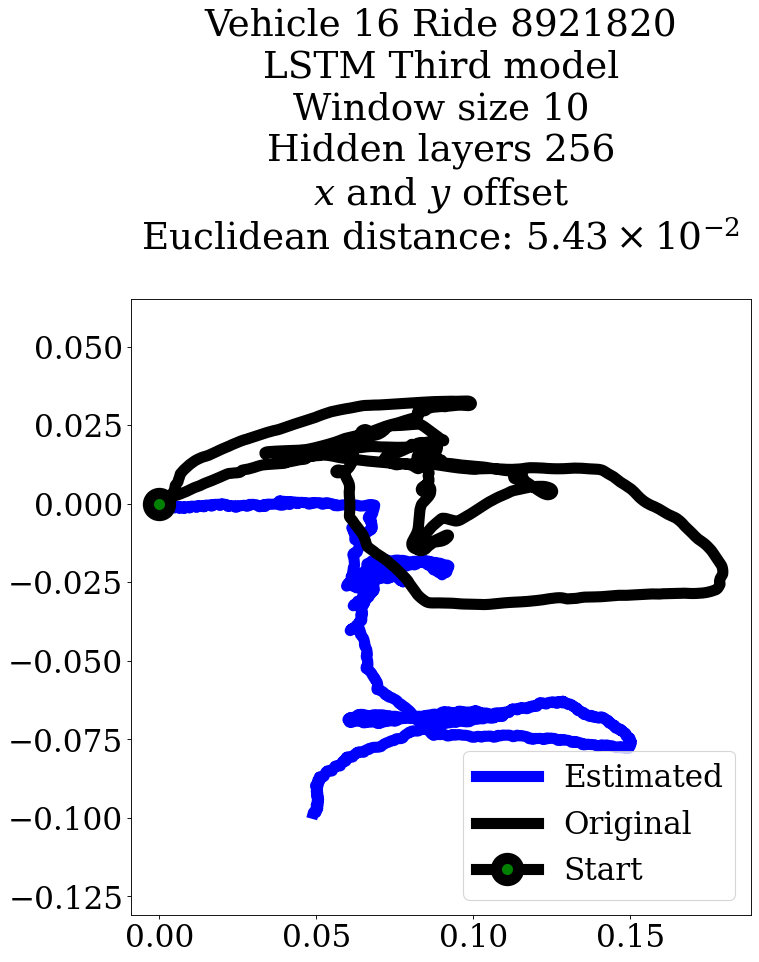 Vehicle 16 Ride 8921820
LSTM Third model
Window size 10
Hidden layers 256
x and y offset
Euclidean distance: 5.43 × 10⁻²
0.050
0.025
0.000
−0.025
−0.050
−0.075
−0.100
−0.125
0.00 0.05 0.10 0.15
Estimated
Original
Start